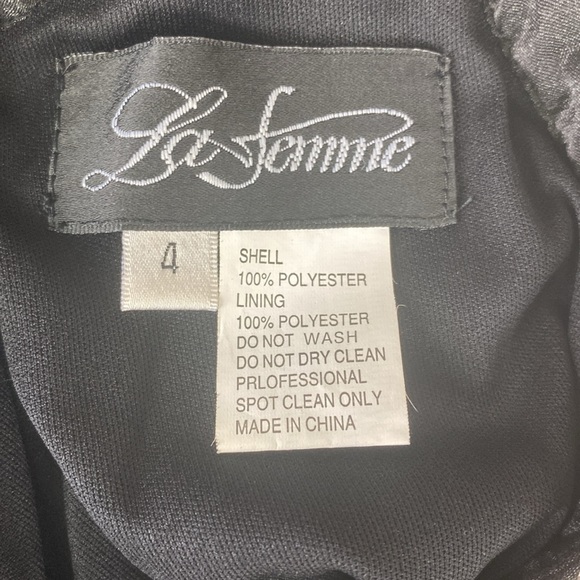 La Femme
4
SHELL
100% POLYESTER
LINING
100% POLYESTER
DO NOT WASH
DO NOT DRY CLEAN
PRLOFESSIONAL
SPOT CLEAN ONLY
MADE IN CHINA